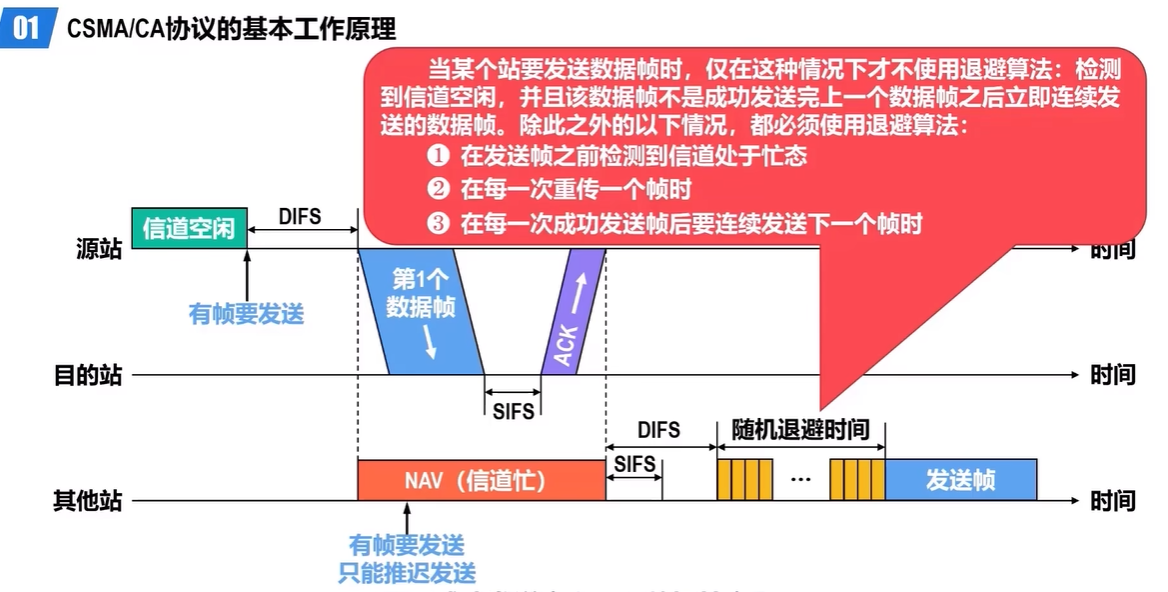 01 CSMA/CA协议的基本工作原理
当某个站要发送数据帧时，仅在这种情况下才不使用退避算法：检测
到信道空闲，并且该数据帧不是成功发送完上一个数据帧之后立即连续发
送的数据帧。除此之外的以下情况，都必须使用退避算法：
❶ 在发送帧之前检测到信道处于忙态
❷ 在每一次重传一个帧时
❸ 在每一次成功发送帧后要连续发送下一个帧时
信道空闲
DIFS
源站
时间
有帧要发送
第1个
数据帧
ACK
目的站
时间
SIFS
DIFS
随机退避时间
SIFS
NAV（信道忙）
...
发送帧
其他站
时间
有帧要发送
只能推迟发送